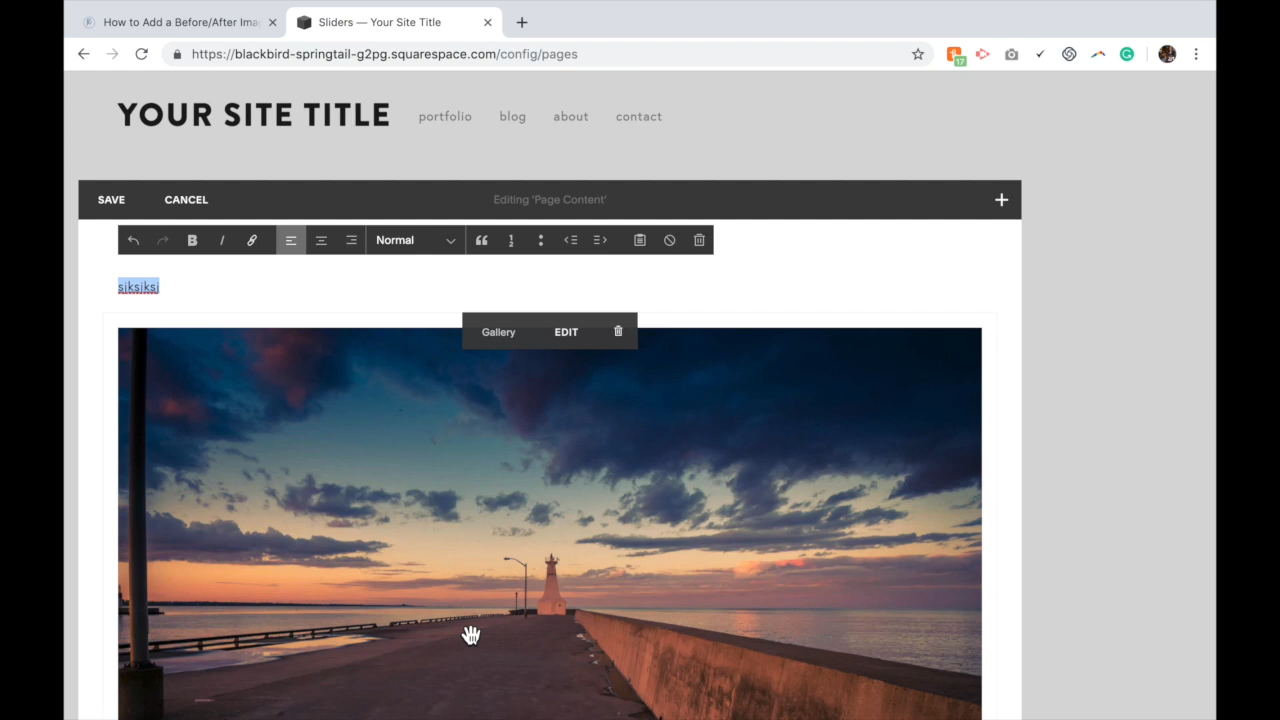 How to Add a Before/After Ima
Sliders — Your Site Title
https://blackbird-springtail-g2pg.squarespace.com/config/pages
17
YOUR SITE TITLE portfolio blog about contact
SAVE CANCEL Editing 'Page Content'
Normal
sjksjksj
Gallery EDIT